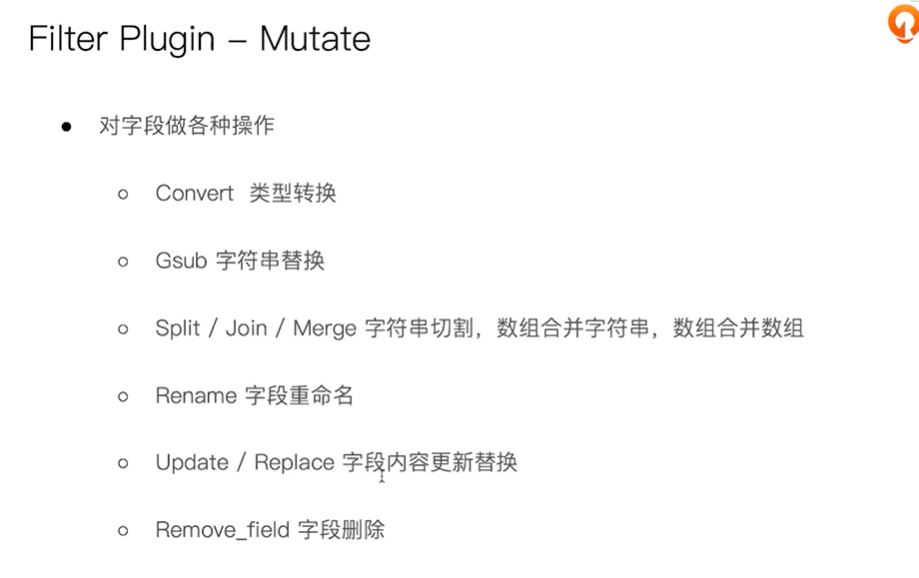 Filter Plugin – Mutate
对字段做各种操作
Convert 类型转换
Gsub 字符串替换
Split / Join / Merge 字符串切割，数组合并字符串，数组合并数组
Rename 字段重命名
Update / Replace 字段内容更新替换
Remove_field 字段删除